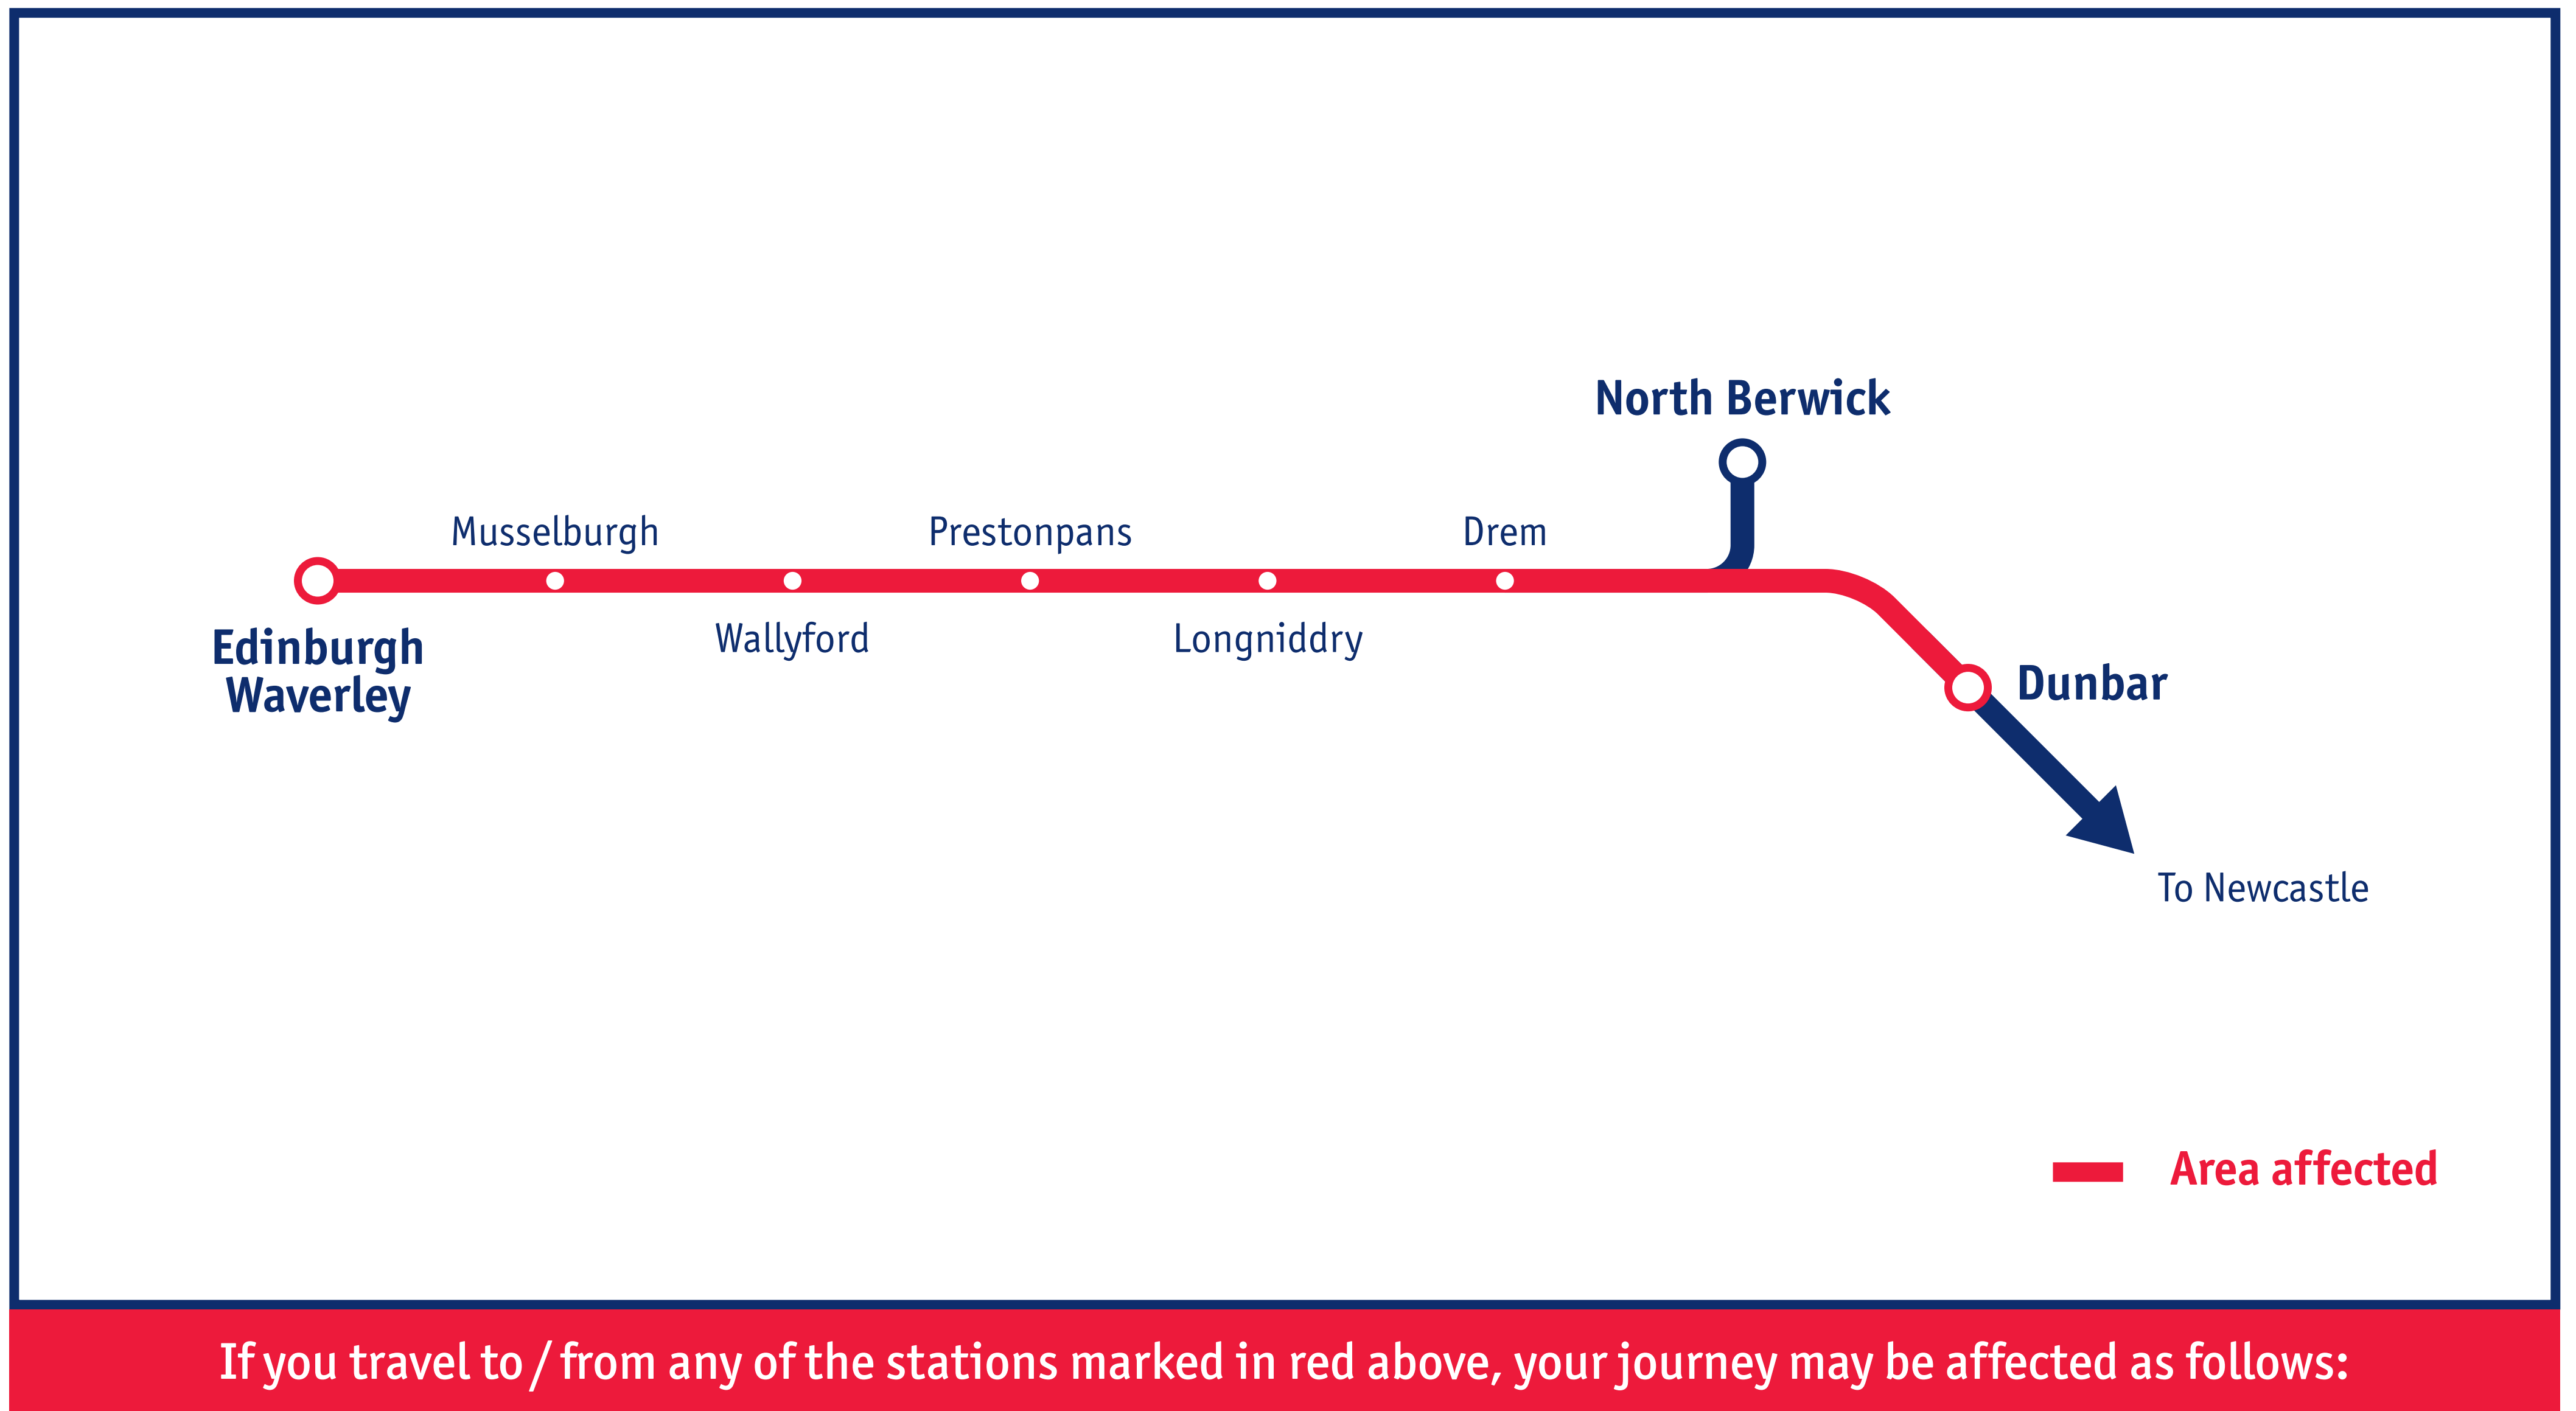 North Berwick
Musselburgh
Prestonpans
Drem
Edinburgh
Waverley
Wallyford
Longniddry
Dunbar
To Newcastle
Area affected
If you travel to / from any of the stations marked in red above, your journey may be affected as follows: